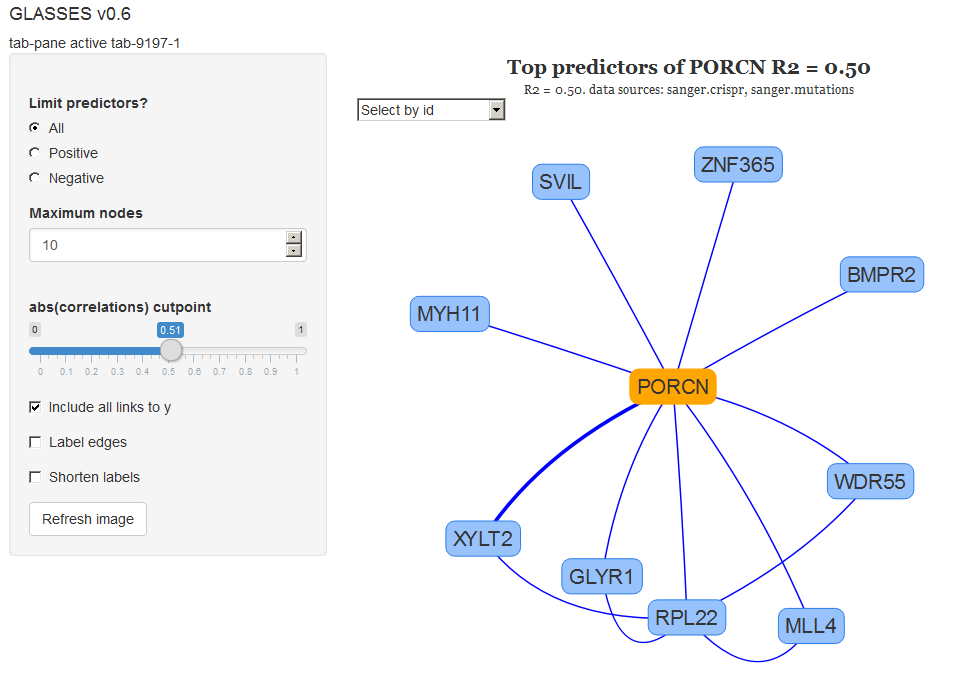 GLASSES v0.6
tab-pane active tab-9197-1
Limit predictors?
All
Positive
Negative
Maximum nodes
10
abs(correlations) cutpoint
0 0.51 1
0 0.1 0.2 0.3 0.4 0.5 0.6 0.7 0.8 0.9 1
Include all links to y
Label edges
Shorten labels
Refresh image
Top predictors of PORCN R2 = 0.50
R2 = 0.50. data sources: sanger.crispr, sanger.mutations
Select by id
ZNF365
SVIL
BMPR2
MYH11
PORCN
WDR55
XYLT2
GLYR1
RPL22
MLL4